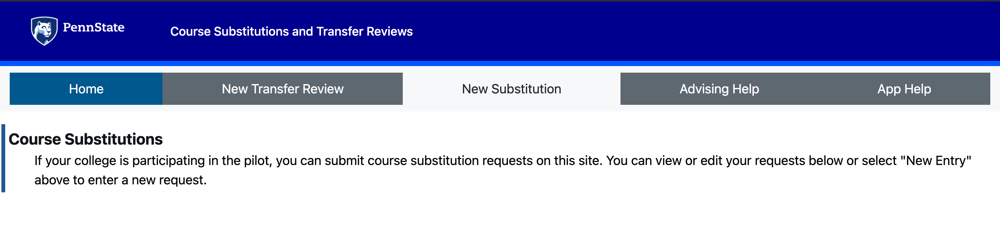 PennState
Course Substitutions and Transfer Reviews
Home
New Transfer Review
New Substitution
Advising Help
App Help
Course Substitutions
If your college is participating in the pilot, you can submit course substitution requests on this site. You can view or edit your requests below or select "New Entry"
above to enter a new request.